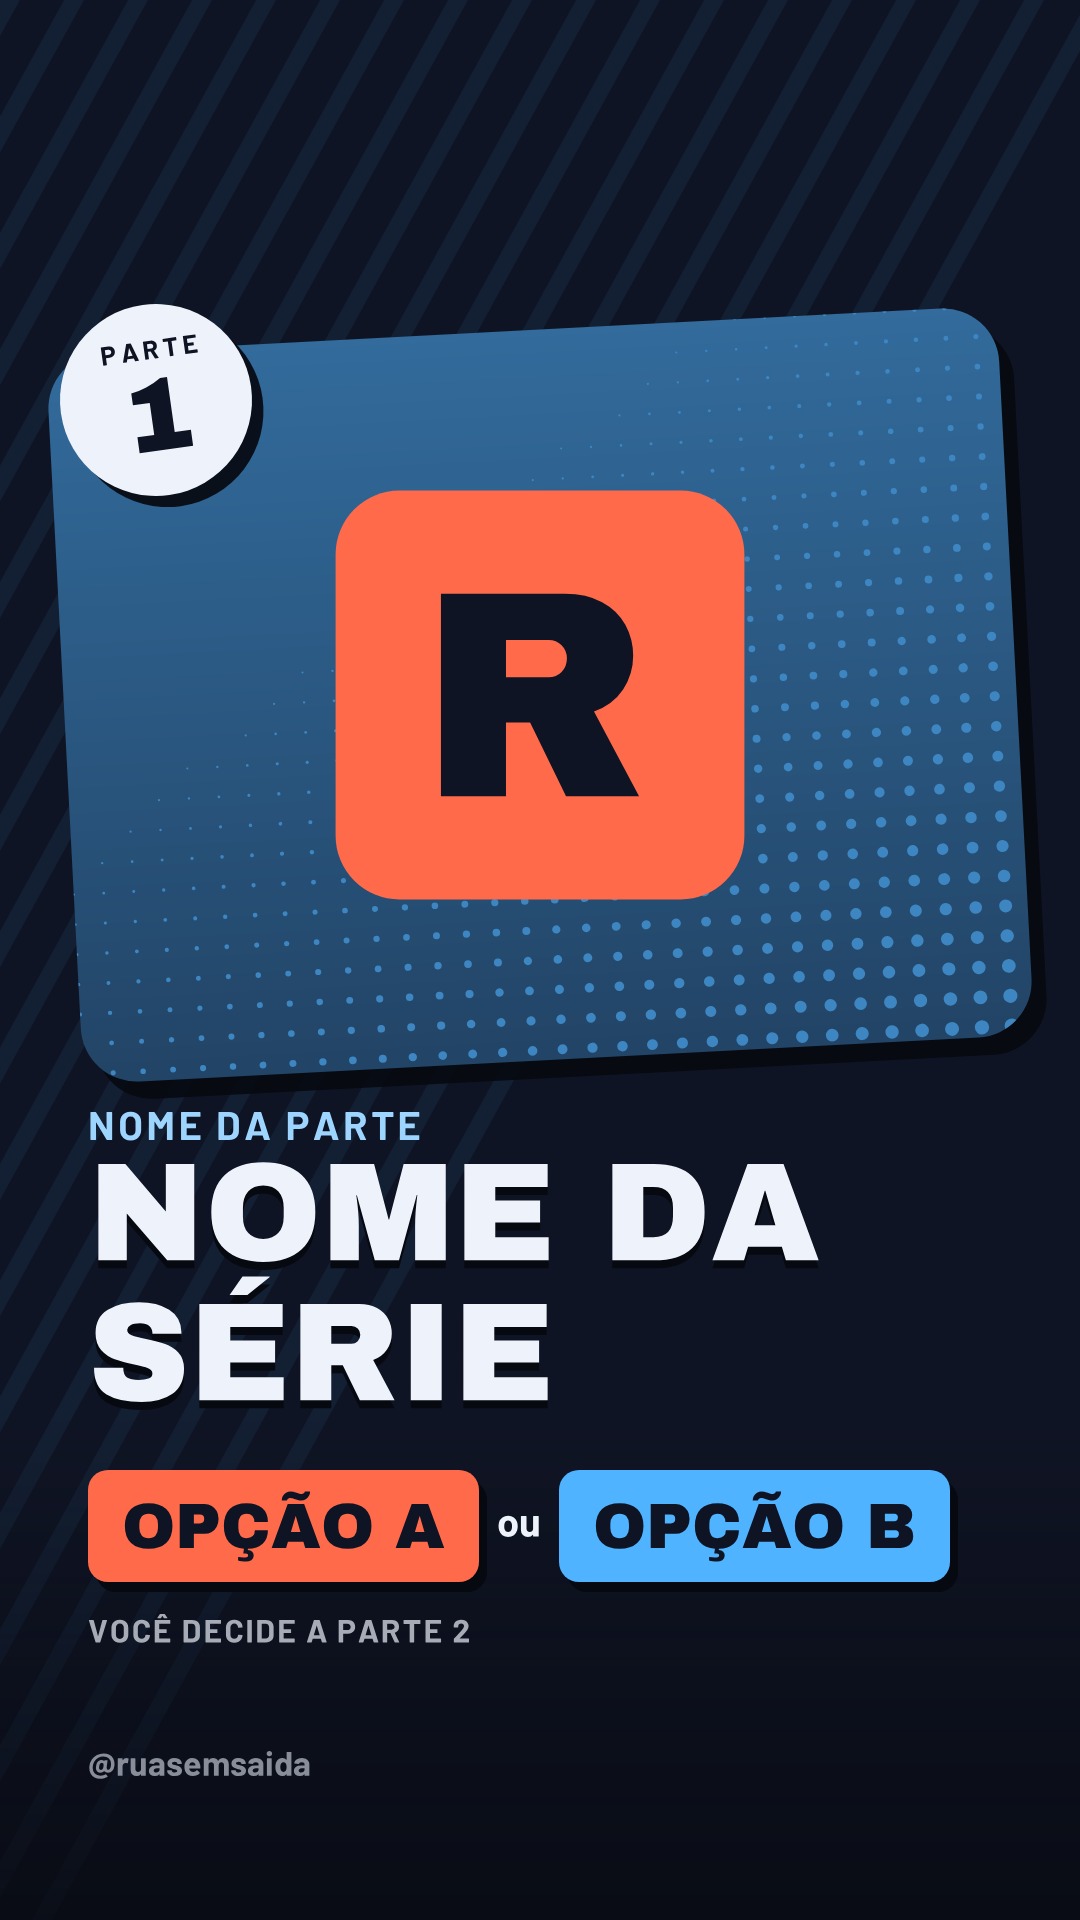 PARTE
1
R
NOME DA PARTE
NOME DA
SÉRIE
OPÇÃO A ou OPÇÃO B
VOCÊ DECIDE A PARTE 2
@ruasemsaida